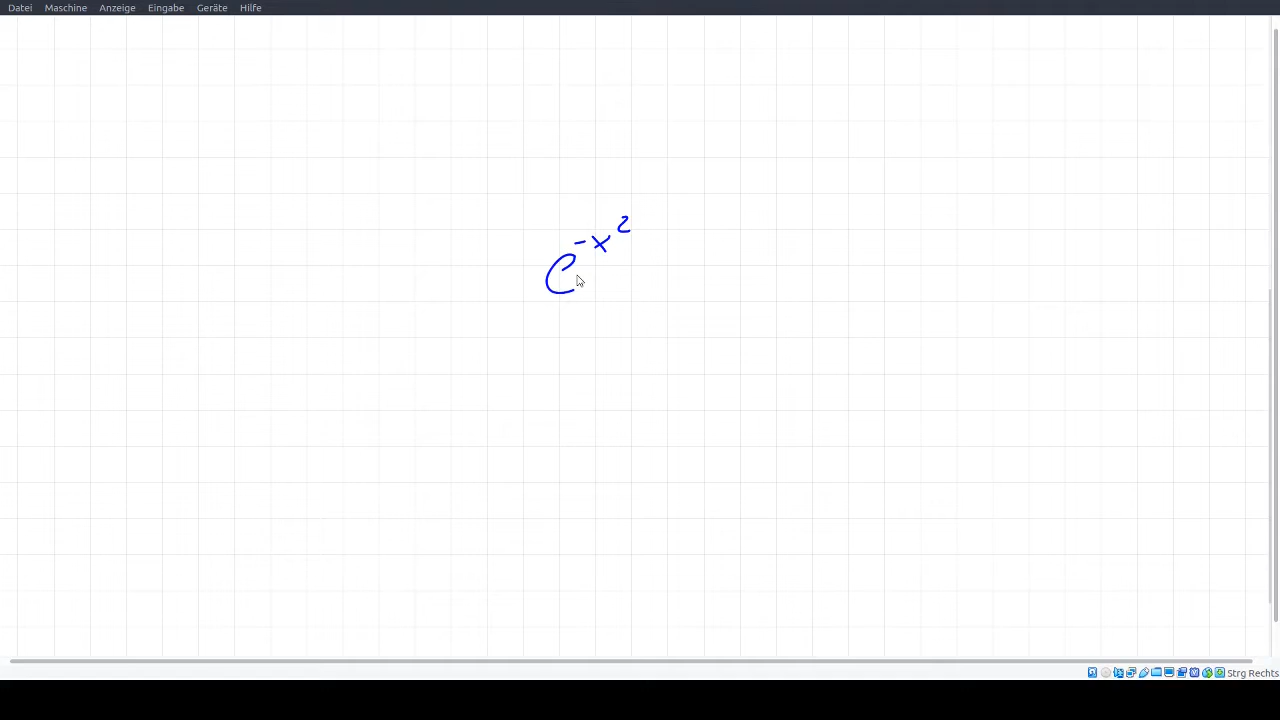 Datei Maschine Anzeige Eingabe Geräte Hilfe
e^{-x^2}
Strg Rechts